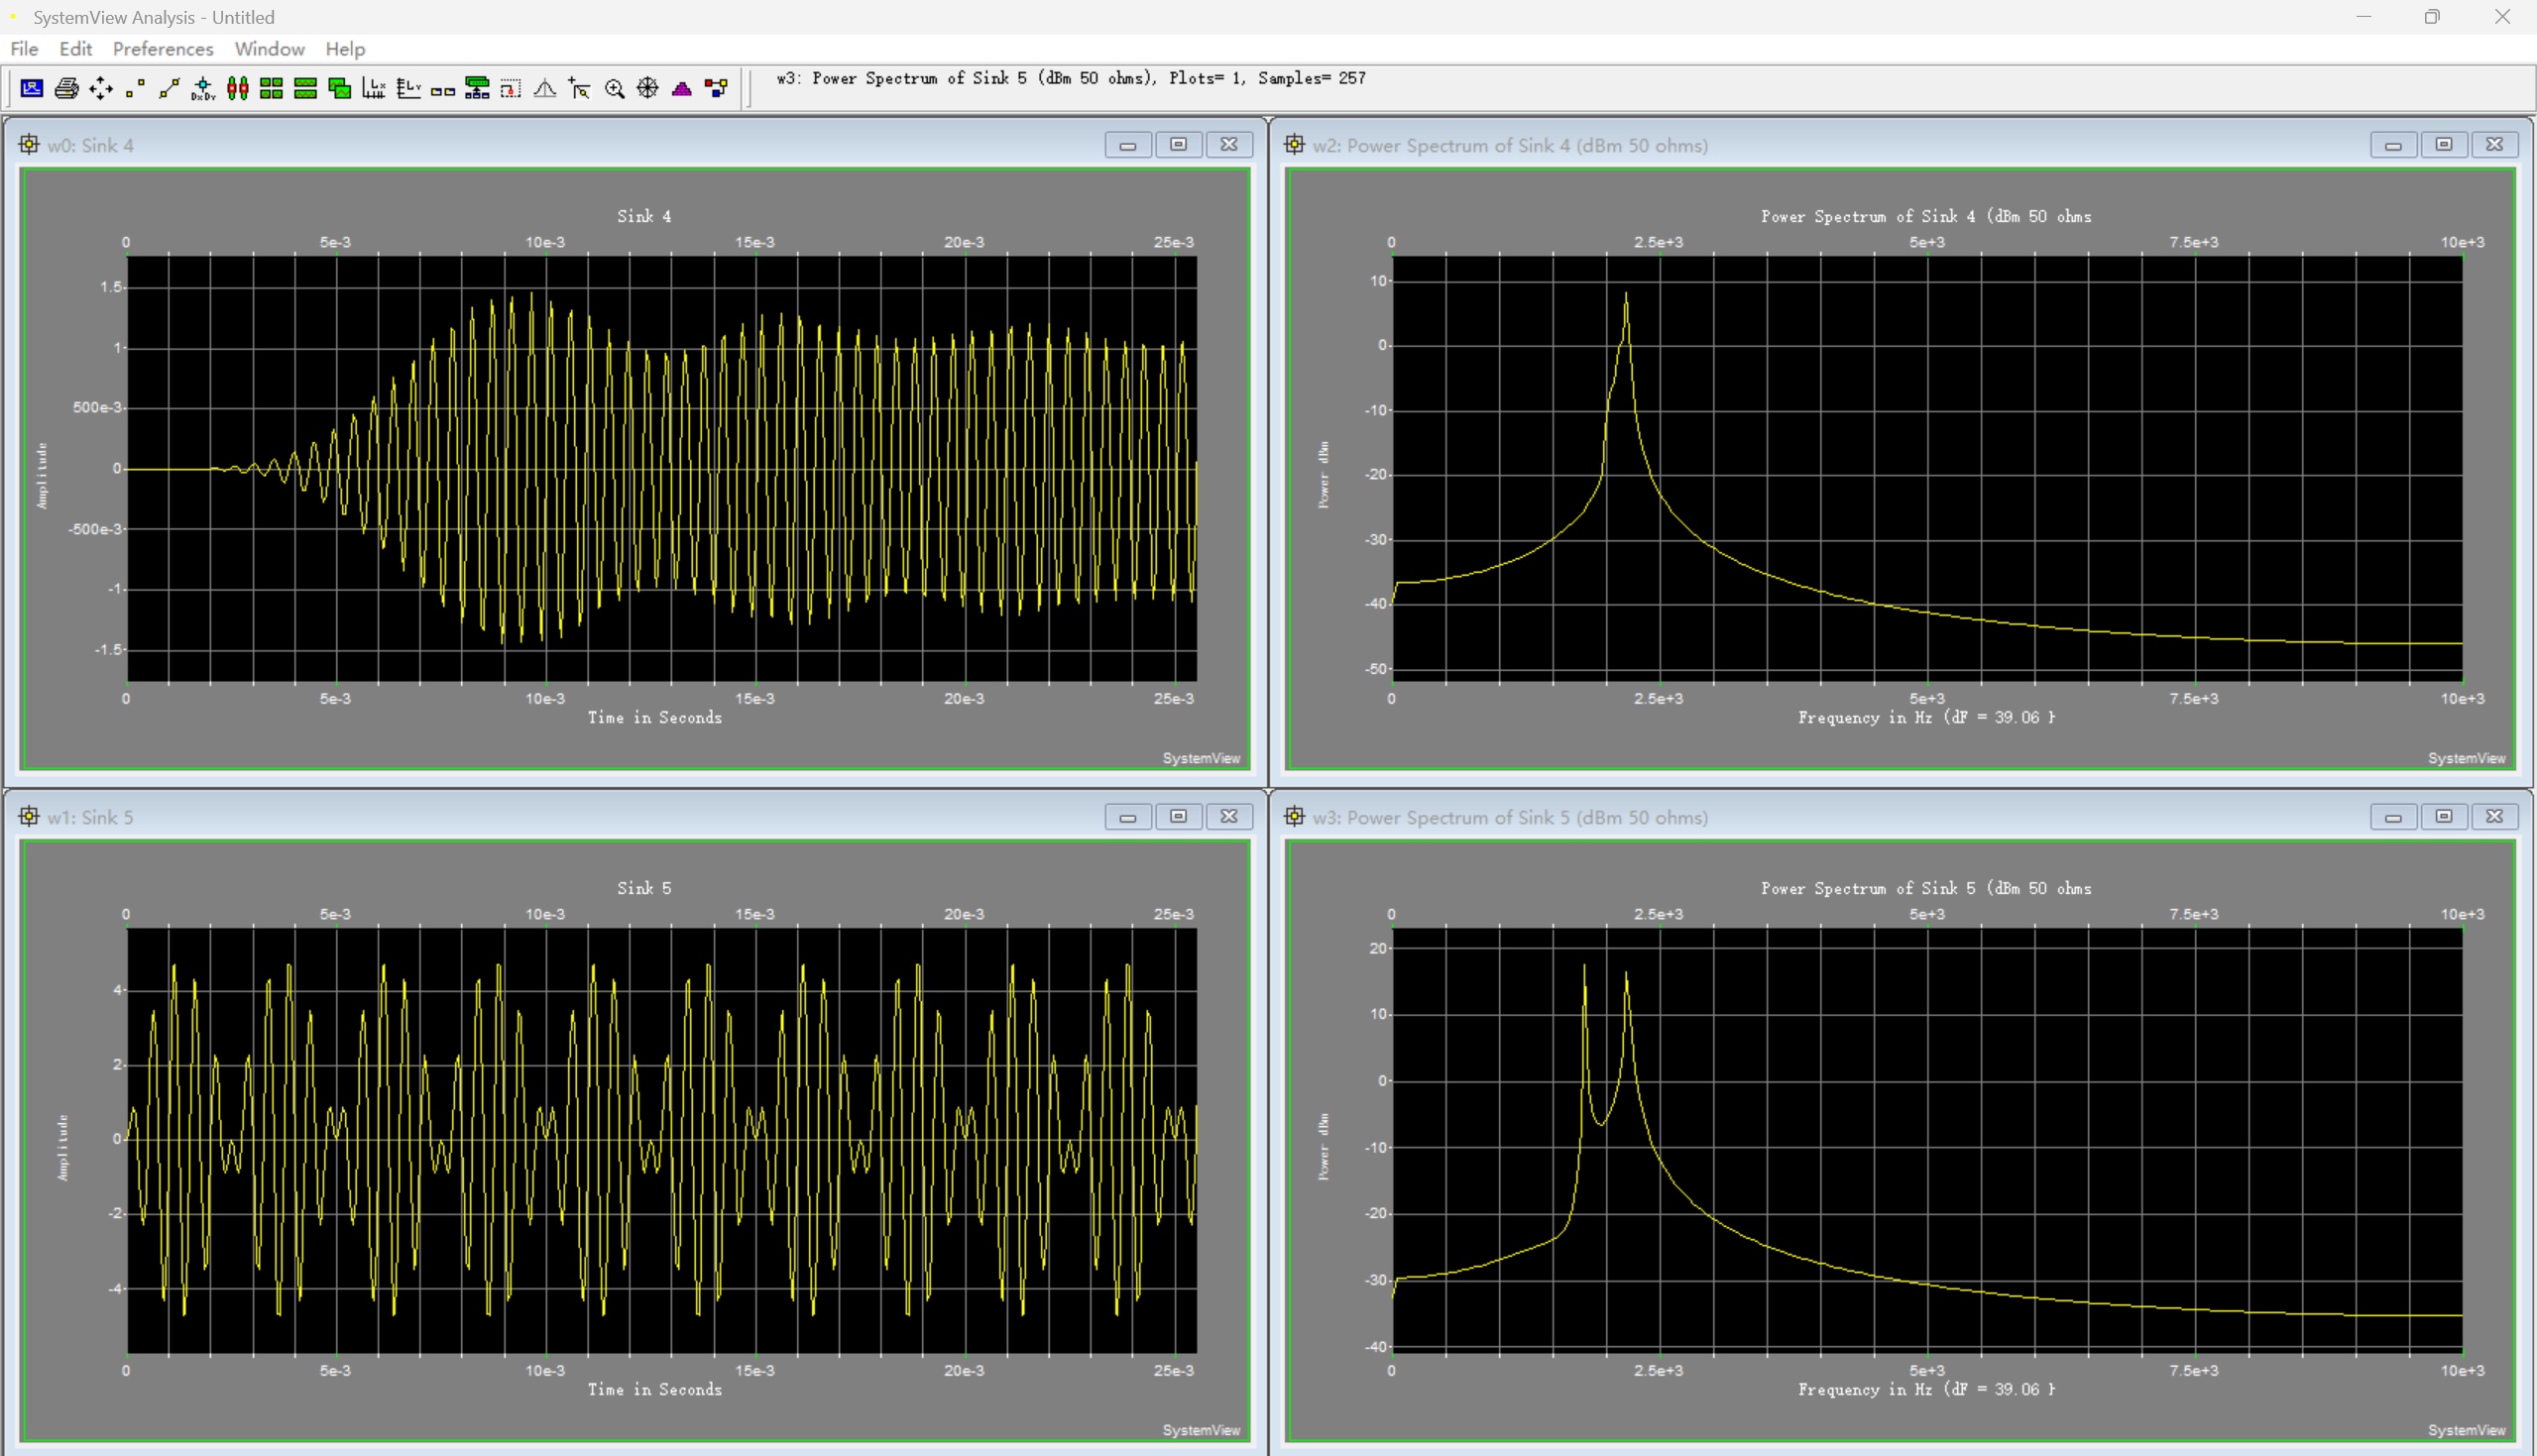 SystemView Analysis - Untitled
File Edit Preferences Window Help
w3: Power Spectrum of Sink 5 (dBm 50 ohms), Plots= 1, Samples= 257
w0: Sink 4
Sink 4
0 5e-3 10e-3 15e-3 20e-3 25e-3
1.5
1
500e-3
0
-500e-3
-1
-1.5
Amplitude
0 5e-3 10e-3 15e-3 20e-3 25e-3
Time in Seconds
SystemView
w2: Power Spectrum of Sink 4 (dBm 50 ohms)
Power Spectrum of Sink 4 (dBm 50 ohms
0 2.5e+3 5e+3 7.5e+3 10e+3
10
0
-10
-20
-30
-40
-50
Power dBm
0 2.5e+3 5e+3 7.5e+3 10e+3
Frequency in Hz (dF = 39.06
SystemView
w1: Sink 5
Sink 5
0 5e-3 10e-3 15e-3 20e-3 25e-3
4
2
0
-2
-4
Amplitude
0 5e-3 10e-3 15e-3 20e-3 25e-3
Time in Seconds
SystemView
w3: Power Spectrum of Sink 5 (dBm 50 ohms)
Power Spectrum of Sink 5 (dBm 50 ohms
0 2.5e+3 5e+3 7.5e+3 10e+3
20
10
0
-10
-20
-30
-40
Power dBm
0 2.5e+3 5e+3 7.5e+3 10e+3
Frequency in Hz (dF = 39.06
SystemView